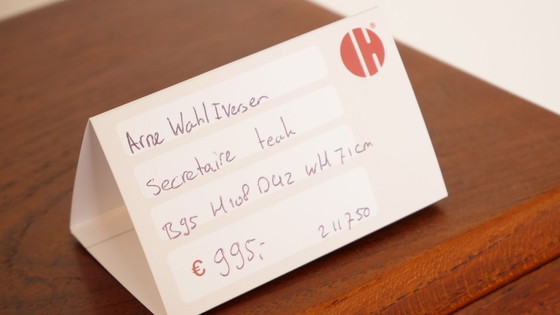 IH®
Arne Wahl Iversen
Secretaire teak
B95 H108 D42 WH 71cm
€ 995,-
211750